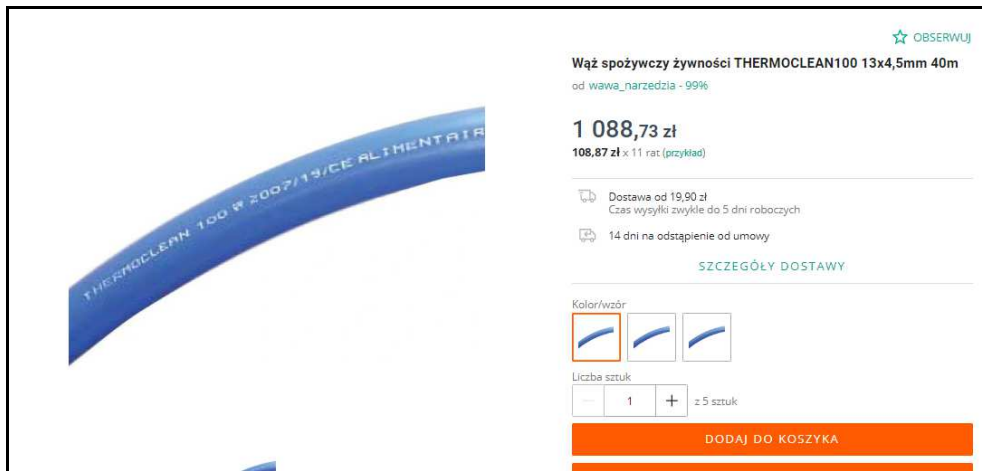 OBSERWUJ
Wąż spożywczy żywności THERMOCLEAN100 13x4,5mm 40m
od wawa_narzedzia - 99%
1 088,73 zł
108,87 zł x 11 rat (przykład)
THERMOCLEAN 100 R 2007/19/CE ALIMENTAIR
Dostawa od 19,90 zł
Czas wysyłki zwykle do 5 dni roboczych
14 dni na odstąpienie od umowy
SZCZEGÓŁY DOSTAWY
Kolor/wzór
Liczba sztuk
1
z 5 sztuk
DODAJ DO KOSZYKA